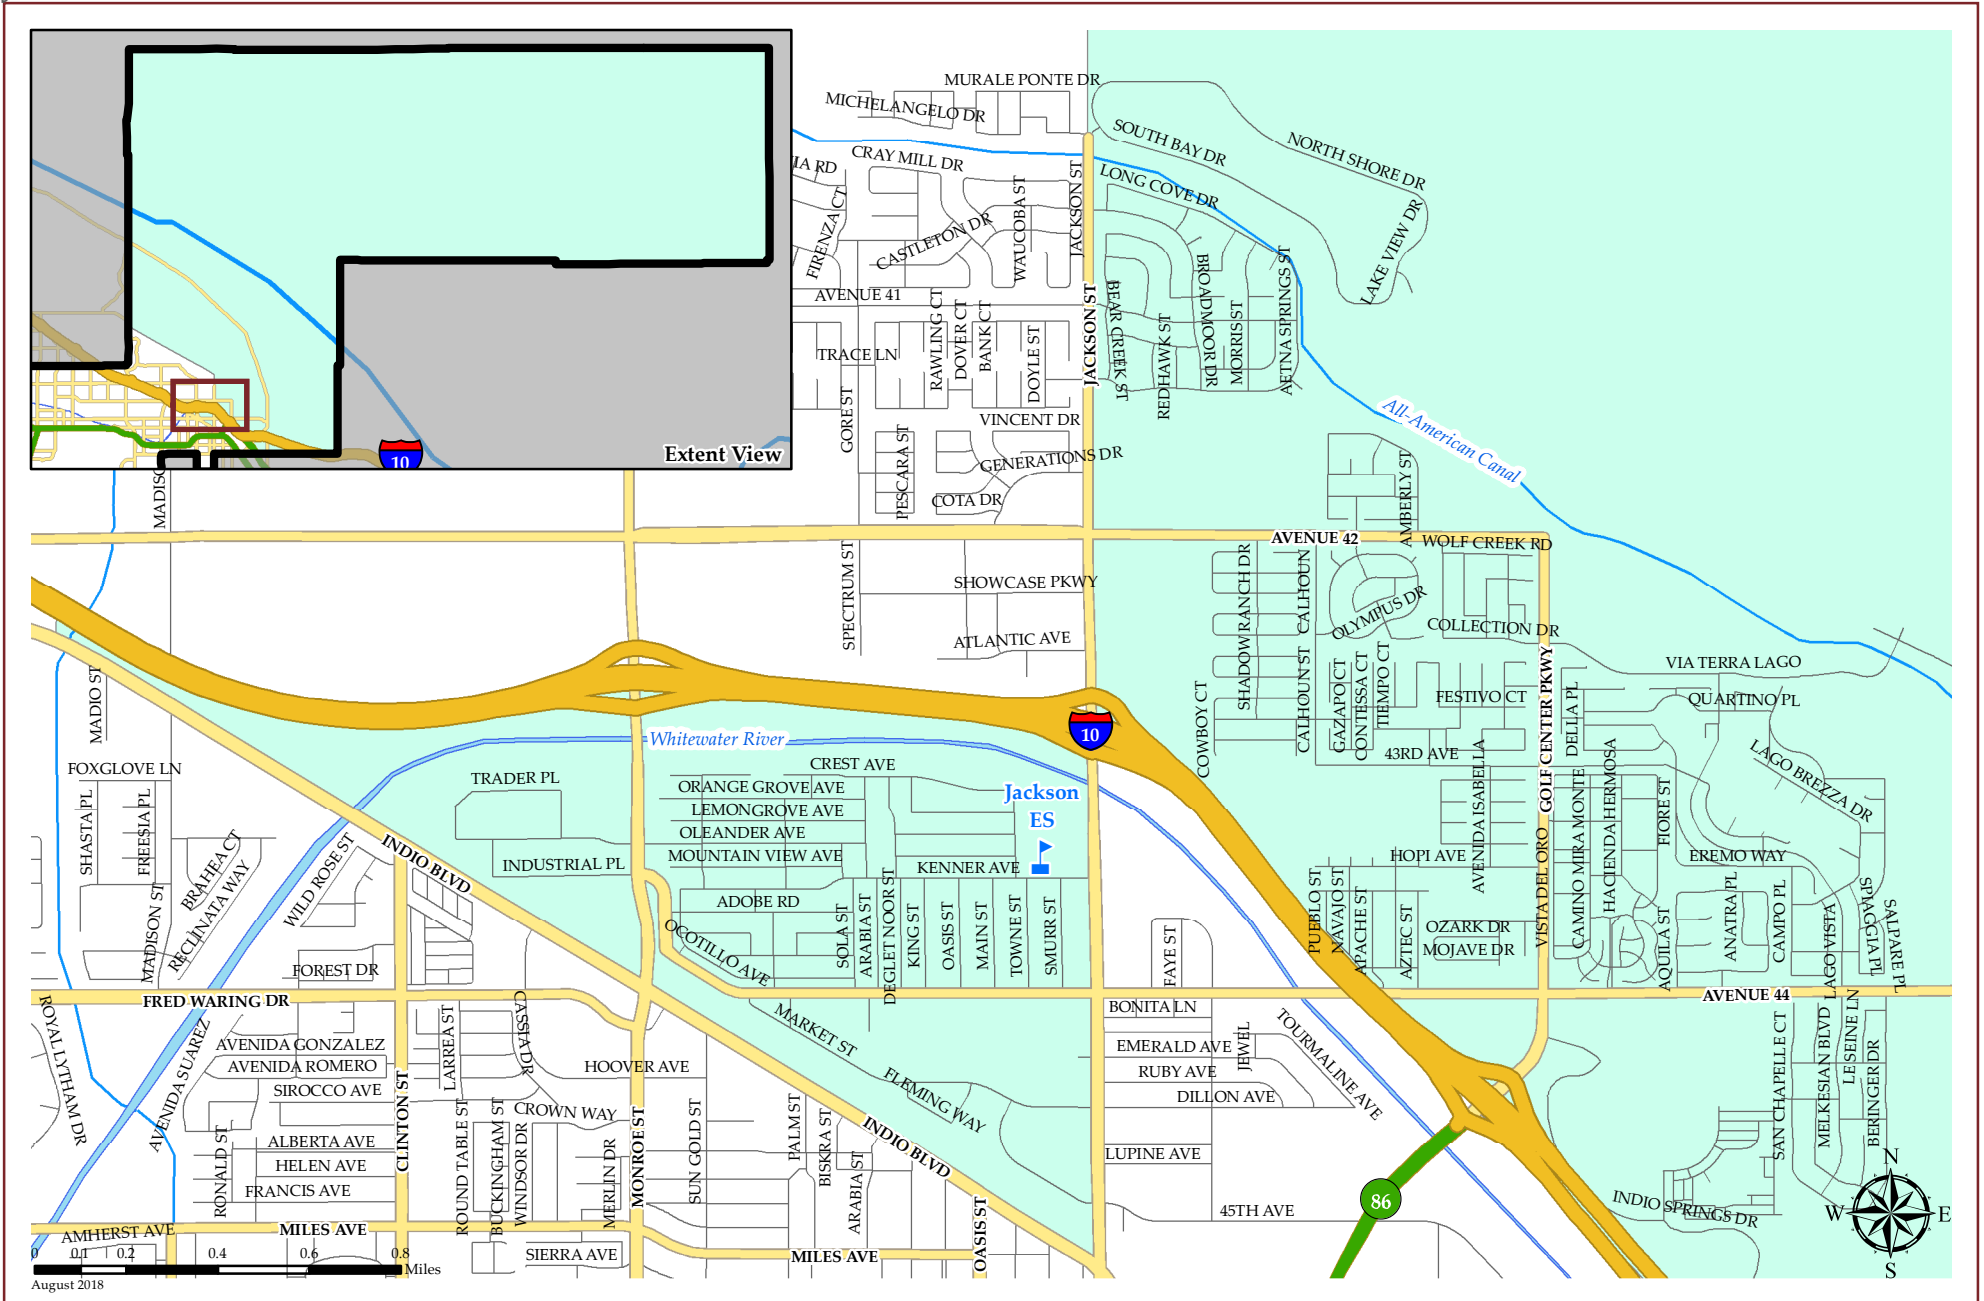 MURALE PONTE DR
MICHELANGELO DR
SOUTH BAY DR
NORTH SHORE DR
IA RD
CRAY MILL DR
LONG COVE DR
FIRENZA CT
CASTLETON DR
WAUCOBA ST
JACKSON ST
LAKE VIEW DR
AVENUE 41
RAWLING CT
DOVER CT
BANK CT
DOYLE ST
JACKSON ST
BEAR CREEK ST
REDHAWK ST
BROADMOOR DR
MORRIS ST
AETNA SPRINGS ST
TRACE LN
GORE ST
VINCENT DR
PESCARA ST
GENERATIONS DR
COTA DR
All-American Canal
10
Extent View
MADISO
AMBERLY ST
AVENUE 42
WOLF CREEK RD
SPECTRUM ST
SHOWCASE PKWY
ATLANTIC AVE
SHADOW RANCH DR
CALHOUN
OLYMPUS DR
COLLECTION DR
VIA TERRA LAGO
MADIO ST
COWBOY CT
CALHOUN ST
GAZAPO CT
CONTESSA CT
TIEMPO CT
FESTIVO CT
GOLF CENTER PKWY
DELLA PL
QUARTINO PL
10
Whitewater River
43RD AVE
LAGO BREZZA DR
FOXGLOVE LN
TRADER PL
CREST AVE
ORANGE GROVE AVE
LEMONGROVE AVE
OLEANDER AVE
MOUNTAIN VIEW AVE
Jackson
ES
KENNER AVE
SHASTA PL
FREESIA PL
BRAHEA CT
RECLINATA WAY
WILD ROSE ST
INDIO BLVD
INDUSTRIAL PL
AVENIDA ISABELLA
HOPI AVE
CAMINO MIRA MONTE
HACIENDA HERMOSA
FIORE ST
EREMO WAY
MADISON ST
ADOBE RD
OCOTILLO AVE
SOLA ST
ARABIA ST
DEGLET NOOR ST
KING ST
OASIS ST
MAIN ST
TOWNE ST
SMURR ST
FAYE ST
PUEBLO ST
NAVAJO ST
APACHE ST
AZTEC ST
OZARK DR
MOJAVE DR
VISTA DEL ORO
AQUILA ST
ANATRA PL
CAMPO PL
LAGO VISTA
SPIAGGIA PL
SALPARE PL
FOREST DR
FRED WARING DR
AVENUE 44
ROYAL LYTHAM DR
AVENIDA SUAREZ
AVENIDA GONZALEZ
AVENIDA ROMERO
SIROCCO AVE
LARREA ST
CASSIA DR
HOOVER AVE
MARKET ST
FLEMING WAY
BONITA LN
EMERALD AVE
JEWEL
RUBY AVE
DILLON AVE
TOURMALINE AVE
SAN CHAPELLE CT
MELKESIAN BLVD
LE SEINE LN
BERINGER DR
CLINTON ST
CROWN WAY
ALBERTA AVE
HELEN AVE
FRANCIS AVE
RONALD ST
ROUND TABLE ST
BUCKINGHAM ST
WINDSOR DR
MERLIN DR
MONROE ST
SUN GOLD ST
PALM ST
BISKRA ST
ARABIA ST
INDIO BLVD
LUPINE AVE
45TH AVE
86
INDIO SPRINGS DR
AMHERST AVE
MILES AVE
SIERRA AVE
MILES AVE
OASIS ST
N
W
E
S
0 0.1 0.2 0.4 0.6 0.8
Miles
August 2018